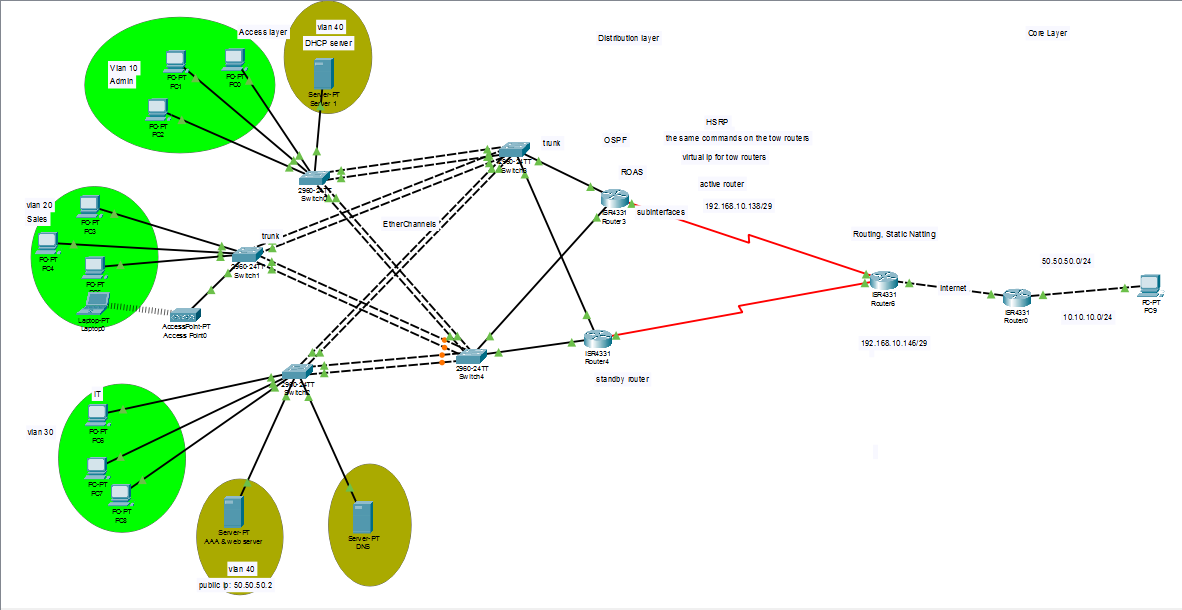 Access layer
vlan 40
DHCP server
Distribution layer
Core Layer
Vlan 10
Admin
PC-PT
PC1
PC-PT
PC0
PC-PT
PC2
Server-PT
Server 1
2960-24TT
Switch0
trunk
2960-24TT
Switch3
OSPF
HSRP
the same commands on the tow routers
virtual ip for tow routers
ROAS
active router
192.168.10.138/29
ISR4331
Router3
subinterfaces
vlan 20
Sales
PC-PT
PC3
PC-PT
PC4
PC-PT
Laptop-PT
Laptop0
trunk
2960-24TT
Switch1
EtherChannels
AccessPoint-PT
Access Point0
Routing, Static Natting
50.50.50.0/24
ISR4331
Router5
Internet
ISR4331
Router0
PC-PT
PC9
10.10.10.0/24
192.168.10.146/29
2960-24TT
Switch4
ISR4331
Router4
standby router
2960-24TT
Switch2
IT
vlan 30
PC-PT
PC6
PC-PT
PC7
PC-PT
PC8
Server-PT
AAA & web server
vlan 40
public ip: 50.50.50.2
Server-PT
DNS